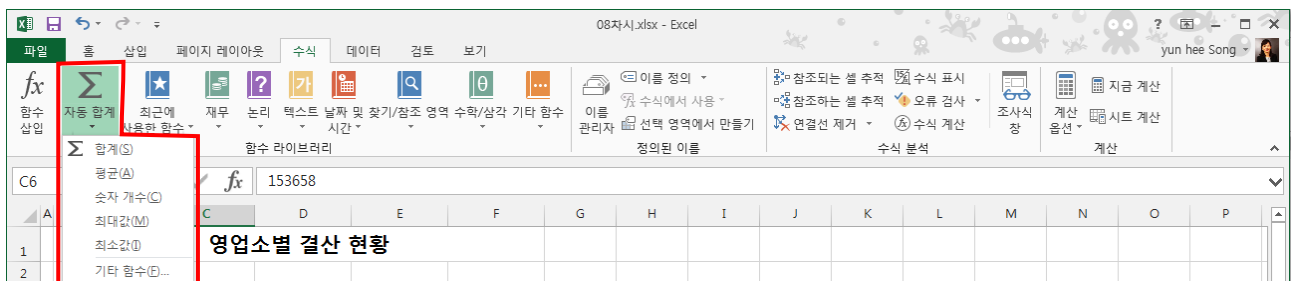 08차시.xlsx - Excel
파일 홈 삽입 페이지 레이아웃 수식 데이터 검토 보기 yun hee Song
fx Σ ? 가 θ ... 이름 정의 참조되는 셀 추적 수식 표시 지금 계산
함수 삽입 자동 합계 최근에 사용한 함수 재무 논리 텍스트 날짜 및 시간 찾기/참조 영역 수학/삼각 기타 함수 이름 관리자 수식에서 사용 참조하는 셀 추적 오류 검사 조사식 창 계산 옵션 시트 계산
선택 영역에서 만들기 연결선 제거 수식 계산
함수 라이브러리 정의된 이름 수식 분석 계산
Σ 합계(S)
평균(A)
숫자 개수(C)
최대값(M)
최소값(I)
기타 함수(F)...
C6 fx 153658
A C D E F G H I J K L M N O P
1 영업소별 결산 현황
2